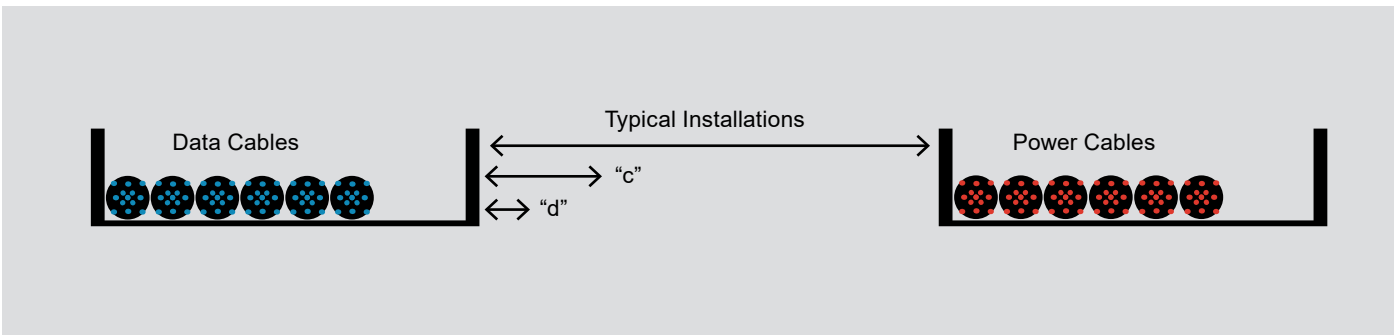 Typical Installations
Data Cables
Power Cables
“c”
“d”